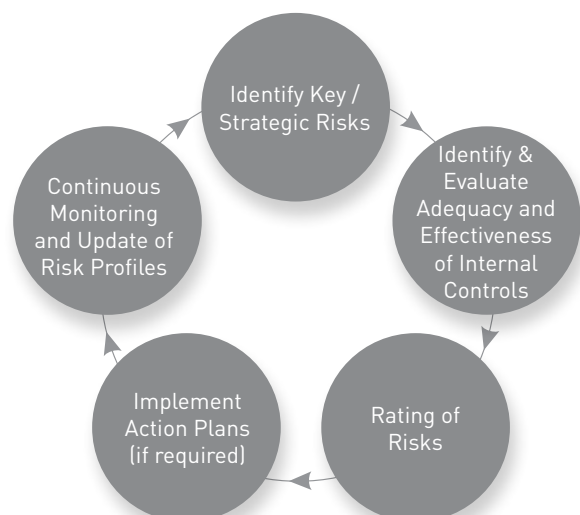 Identify Key /
Strategic Risks
Identify &
Evaluate
Adequacy and
Effectiveness
of Internal
Controls
Rating of
Risks
Implement
Action Plans
(if required)
Continuous
Monitoring
and Update of
Risk Profiles